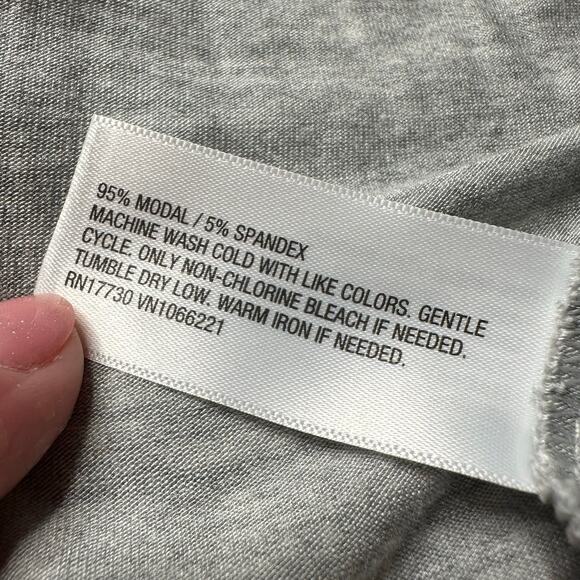 95% MODAL / 5% SPANDEX
MACHINE WASH COLD WITH LIKE COLORS. GENTLE
CYCLE. ONLY NON-CHLORINE BLEACH IF NEEDED.
TUMBLE DRY LOW. WARM IRON IF NEEDED.
RN17730 VN1066221